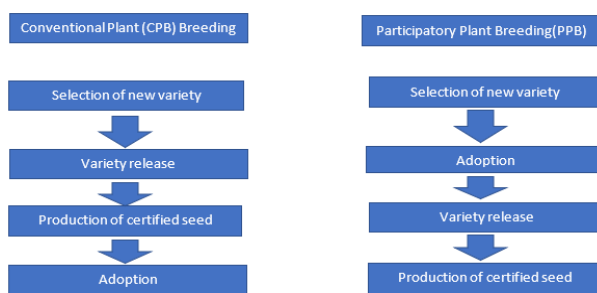 Conventional Plant (CPB) Breeding
Selection of new variety
Variety release
Production of certified seed
Adoption
Participatory Plant Breeding(PPB)
Selection of new variety
Adoption
Variety release
Production of certified seed